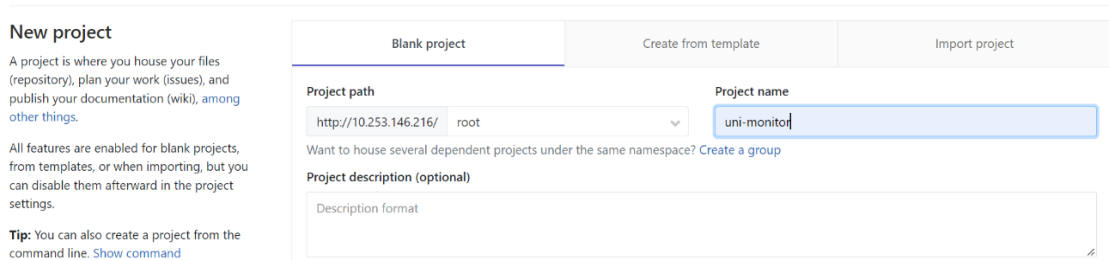 New project
A project is where you house your files
(repository), plan your work (issues), and
publish your documentation (wiki), among
other things.
All features are enabled for blank projects,
from templates, or when importing, but you
can disable them afterward in the project
settings.
Tip: You can also create a project from the
command line. Show command
Blank project
Create from template
Import project
Project path
Project name
http://10.253.146.216/
root
uni-monitor
Want to house several dependent projects under the same namespace? Create a group
Project description (optional)
Description format